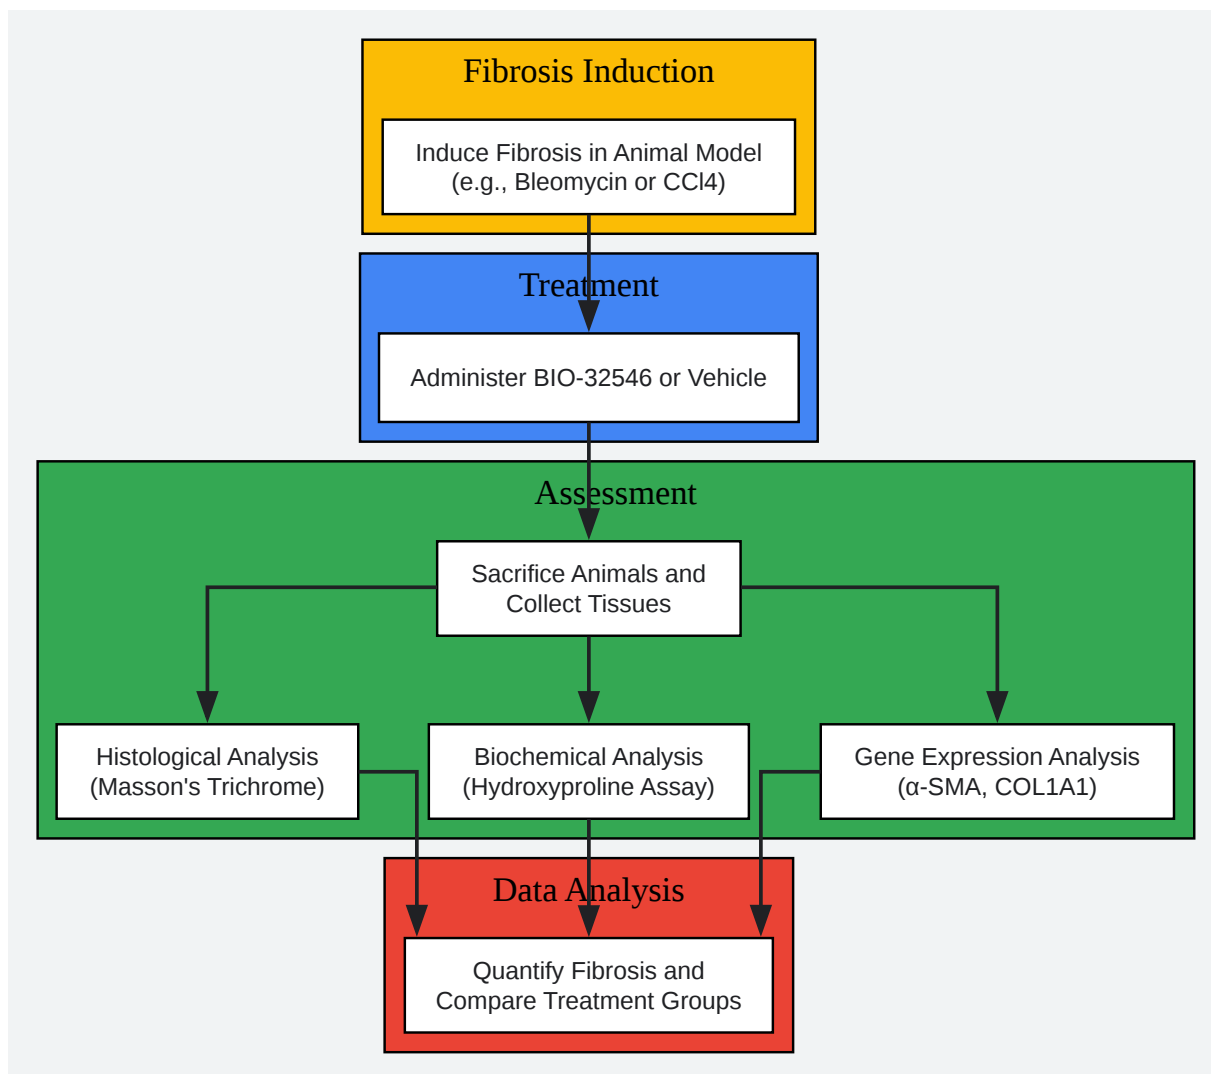 Fibrosis Induction
Induce Fibrosis in Animal Model
(e.g., Bleomycin or CCl4)
Treatment
Administer BIO-32546 or Vehicle
Assessment
Sacrifice Animals and
Collect Tissues
Histological Analysis
(Masson's Trichrome)
Biochemical Analysis
(Hydroxyproline Assay)
Gene Expression Analysis
(α-SMA, COL1A1)
Data Analysis
Quantify Fibrosis and
Compare Treatment Groups